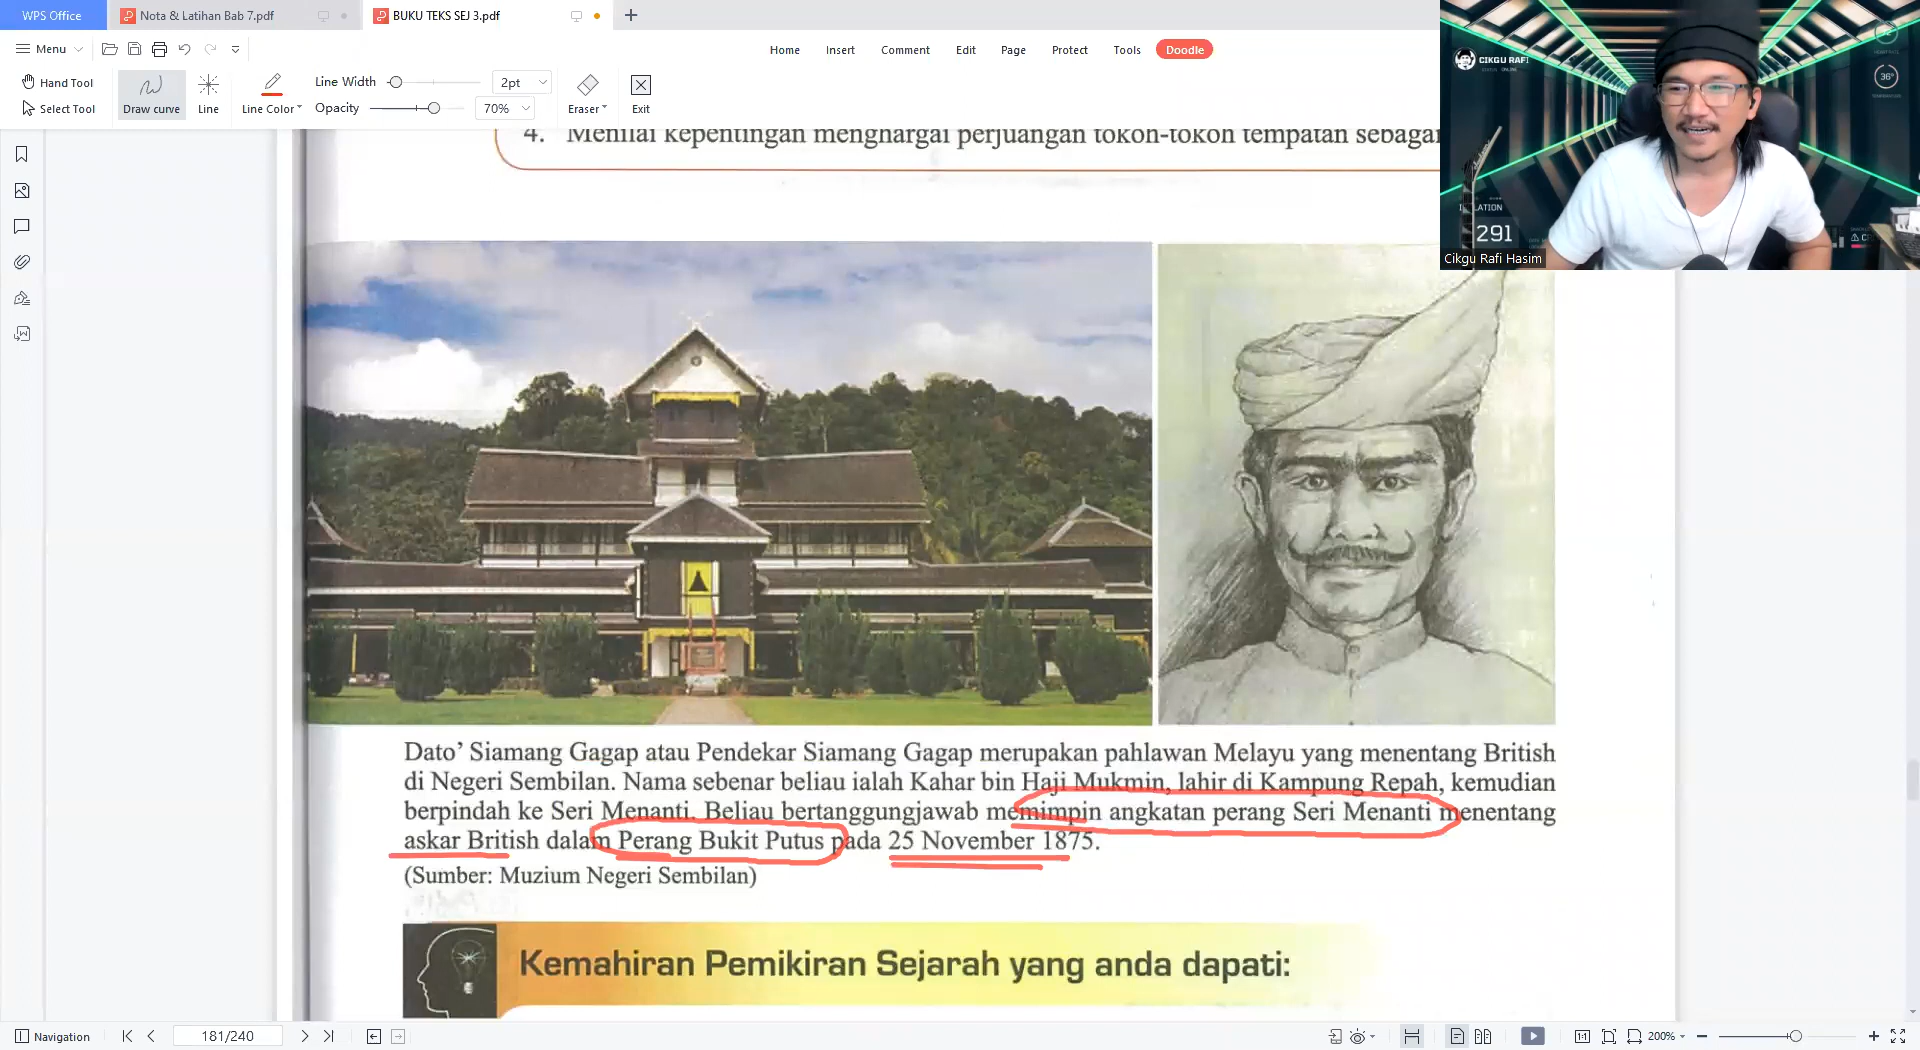 WPS Office
Nota & Latihan Bab 7.pdf
BUKU TEKS SEJ 3.pdf
Menu
Home
Insert
Comment
Edit
Page
Protect
Tools
Doodle
Hand Tool
Select Tool
Draw curve
Line
Line Color
Line Width
2pt
Opacity
70%
Eraser
Exit
CIKGU RAFI
36°
291
Cikgu Rafi Hasim
4. Menilai kepentingan menghargai perjuangan tokoh-tokoh tempatan sebagai
Dato’ Siamang Gagap atau Pendekar Siamang Gagap merupakan pahlawan Melayu yang menentang British
di Negeri Sembilan. Nama sebenar beliau ialah Kahar bin Haji Mukmin, lahir di Kampung Repah, kemudian
berpindah ke Seri Menanti. Beliau bertanggungjawab memimpin angkatan perang Seri Menanti menentang
askar British dalam Perang Bukit Putus pada 25 November 1875.
(Sumber: Muzium Negeri Sembilan)
Kemahiran Pemikiran Sejarah yang anda dapati:
Navigation
181/240
200%